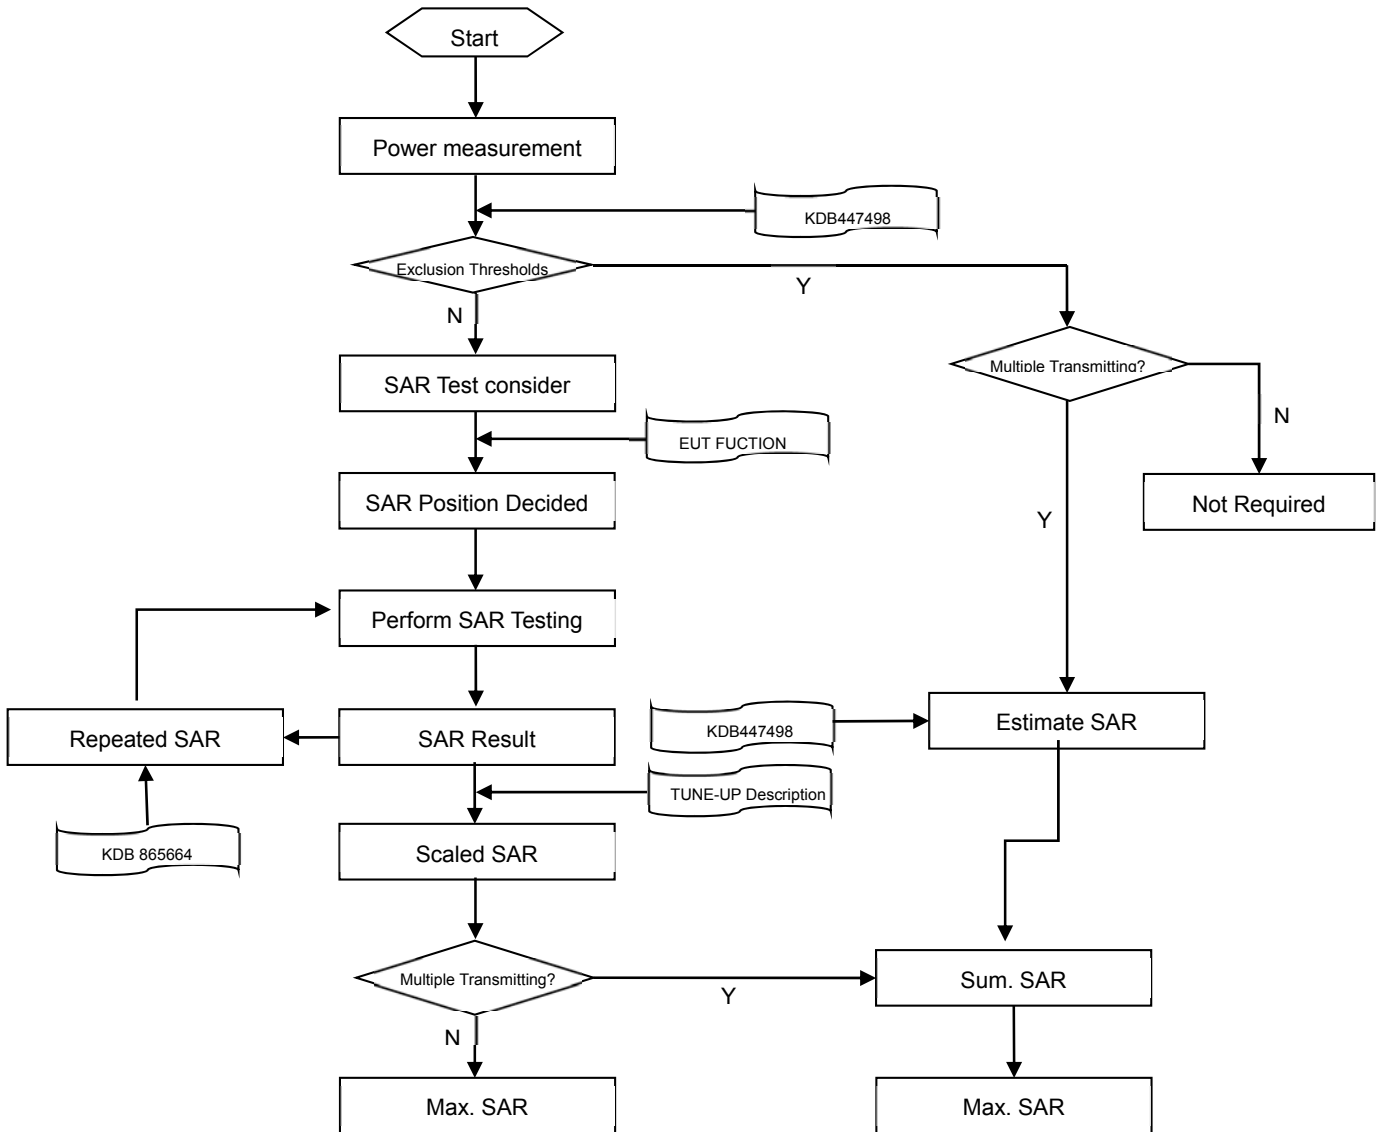 Start
Power measurement
KDB447498
Exclusion Thresholds
Y
N
Multiple Transmitting?
SAR Test consider
N
EUT FUCTION
SAR Position Decided
Not Required
Y
Perform SAR Testing
Repeated SAR
SAR Result
KDB447498
Estimate SAR
TUNE-UP Description
KDB 865664
Scaled SAR
Multiple Transmitting?
Y
Sum. SAR
N
Max. SAR
Max. SAR